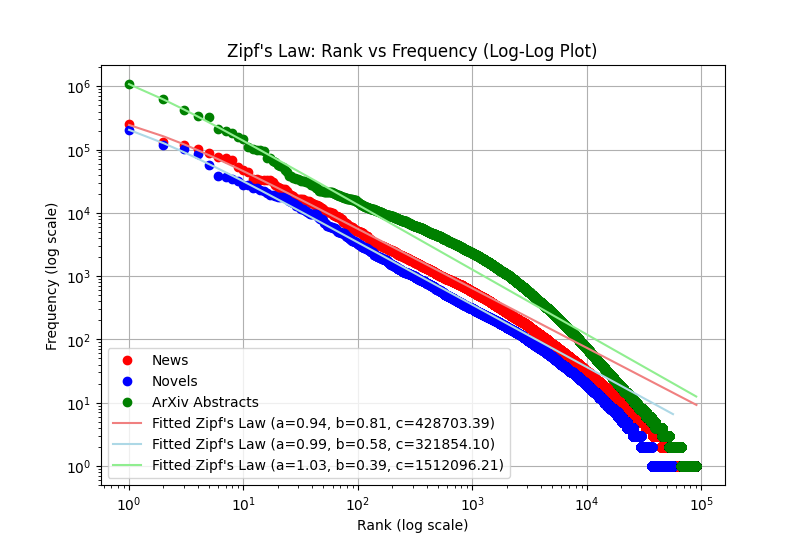 Zipf's Law: Rank vs Frequency (Log-Log Plot)
Frequency (log scale)
10^6
10^5
10^4
10^3
10^2
10^1
10^0
News
Novels
ArXiv Abstracts
Fitted Zipf's Law (a=0.94, b=0.81, c=428703.39)
Fitted Zipf's Law (a=0.99, b=0.58, c=321854.10)
Fitted Zipf's Law (a=1.03, b=0.39, c=1512096.21)
10^0 10^1 10^2 10^3 10^4 10^5
Rank (log scale)